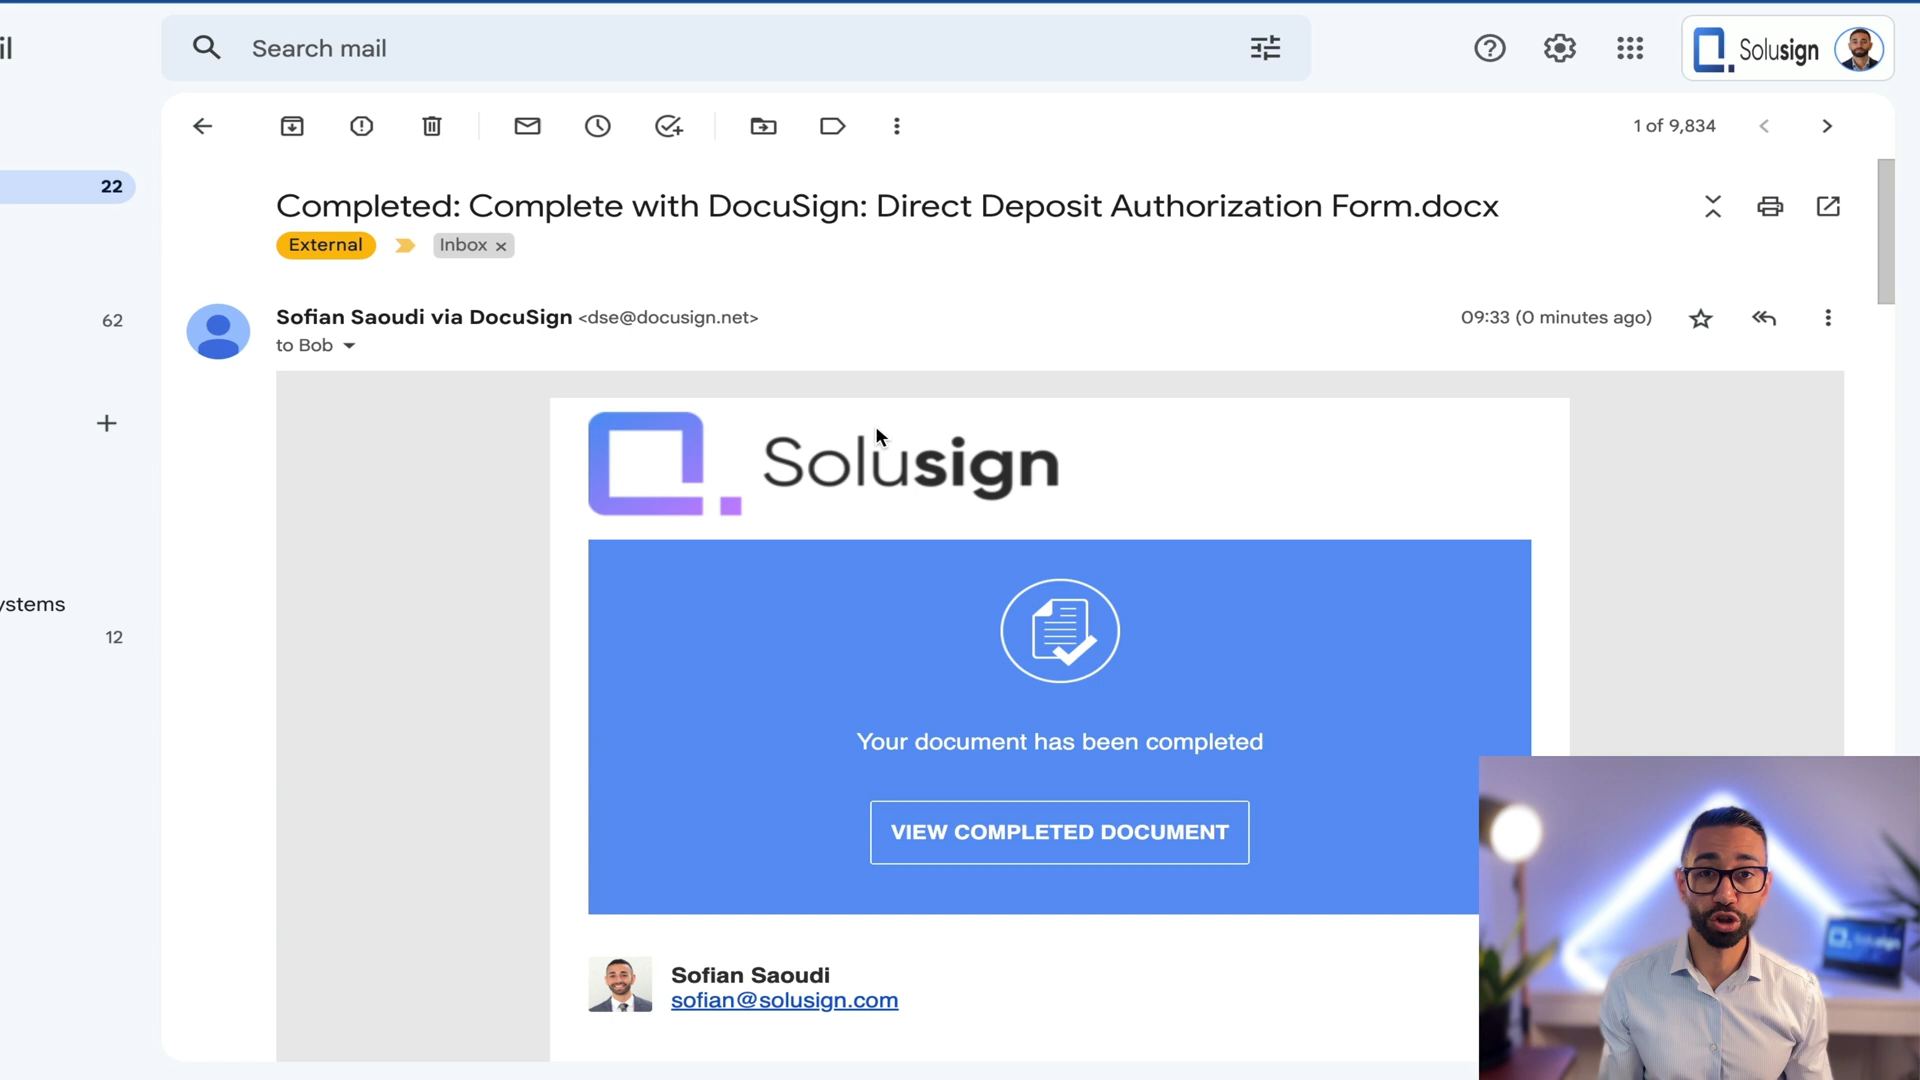 il
Search mail
Solusign
1 of 9,834
22
Completed: Complete with DocuSign: Direct Deposit Authorization Form.docx
External
Inbox ×
62
Sofian Saoudi via DocuSign <dse@docusign.net>
09:33 (0 minutes ago)
to Bob
Solusign
ystems
12
Your document has been completed
VIEW COMPLETED DOCUMENT
Sofian Saoudi
sofian@solusign.com
Solusign